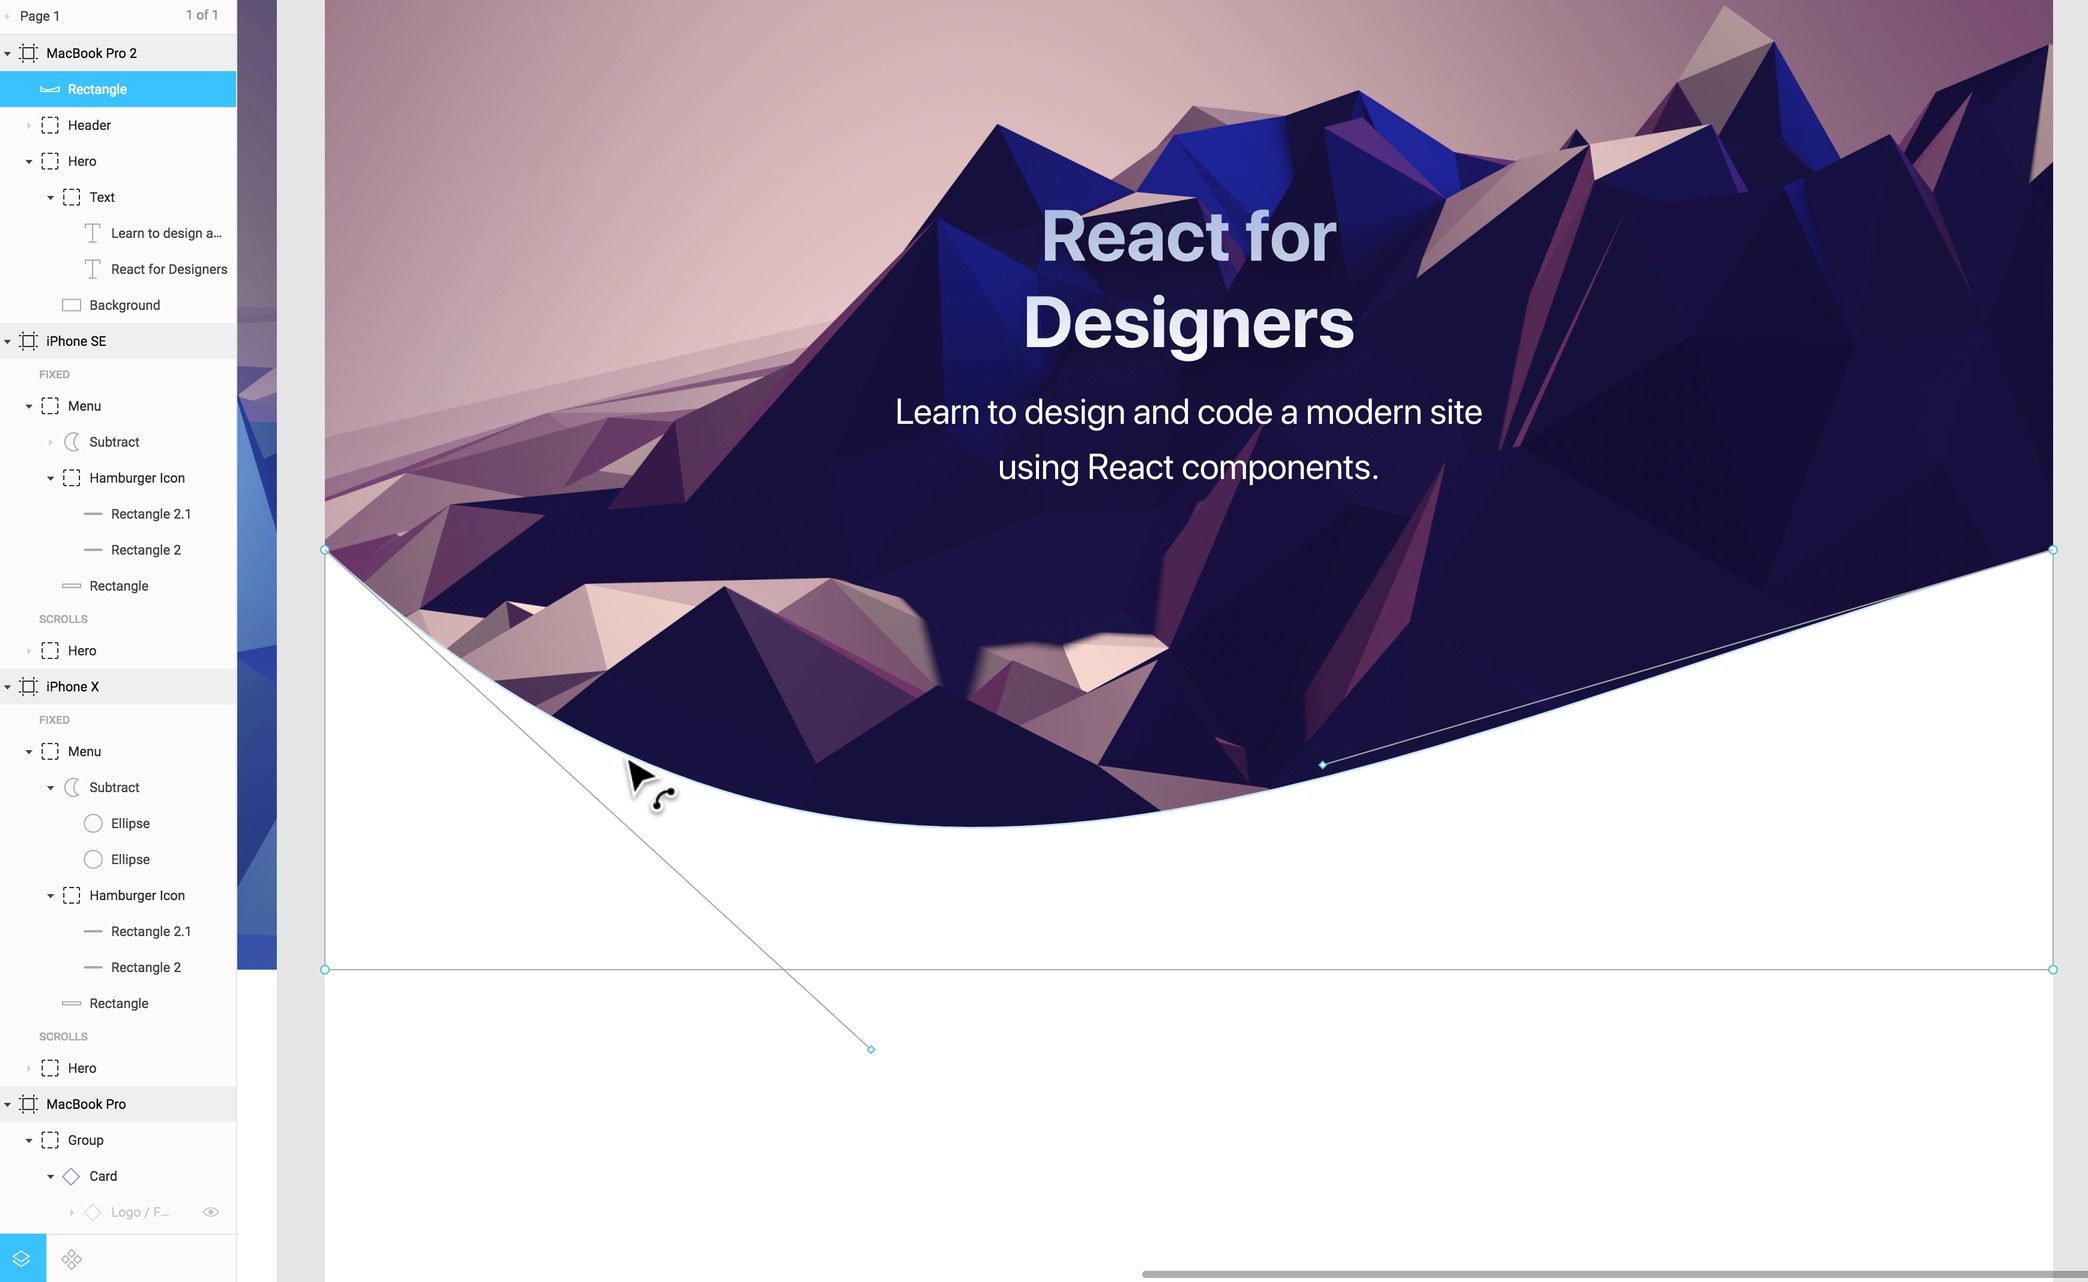 Page 1
1 of 1
MacBook Pro 2
Rectangle
Header
Hero
Text
Learn to design a...
React for Designers
Background
iPhone SE
FIXED
Menu
Subtract
Hamburger Icon
Rectangle 2.1
Rectangle 2
Rectangle
SCROLLS
Hero
iPhone X
FIXED
Menu
Subtract
Ellipse
Ellipse
Hamburger Icon
Rectangle 2.1
Rectangle 2
Rectangle
SCROLLS
Hero
MacBook Pro
Group
Card
Logo / F...
React for
Designers
Learn to design and code a modern site
using React components.